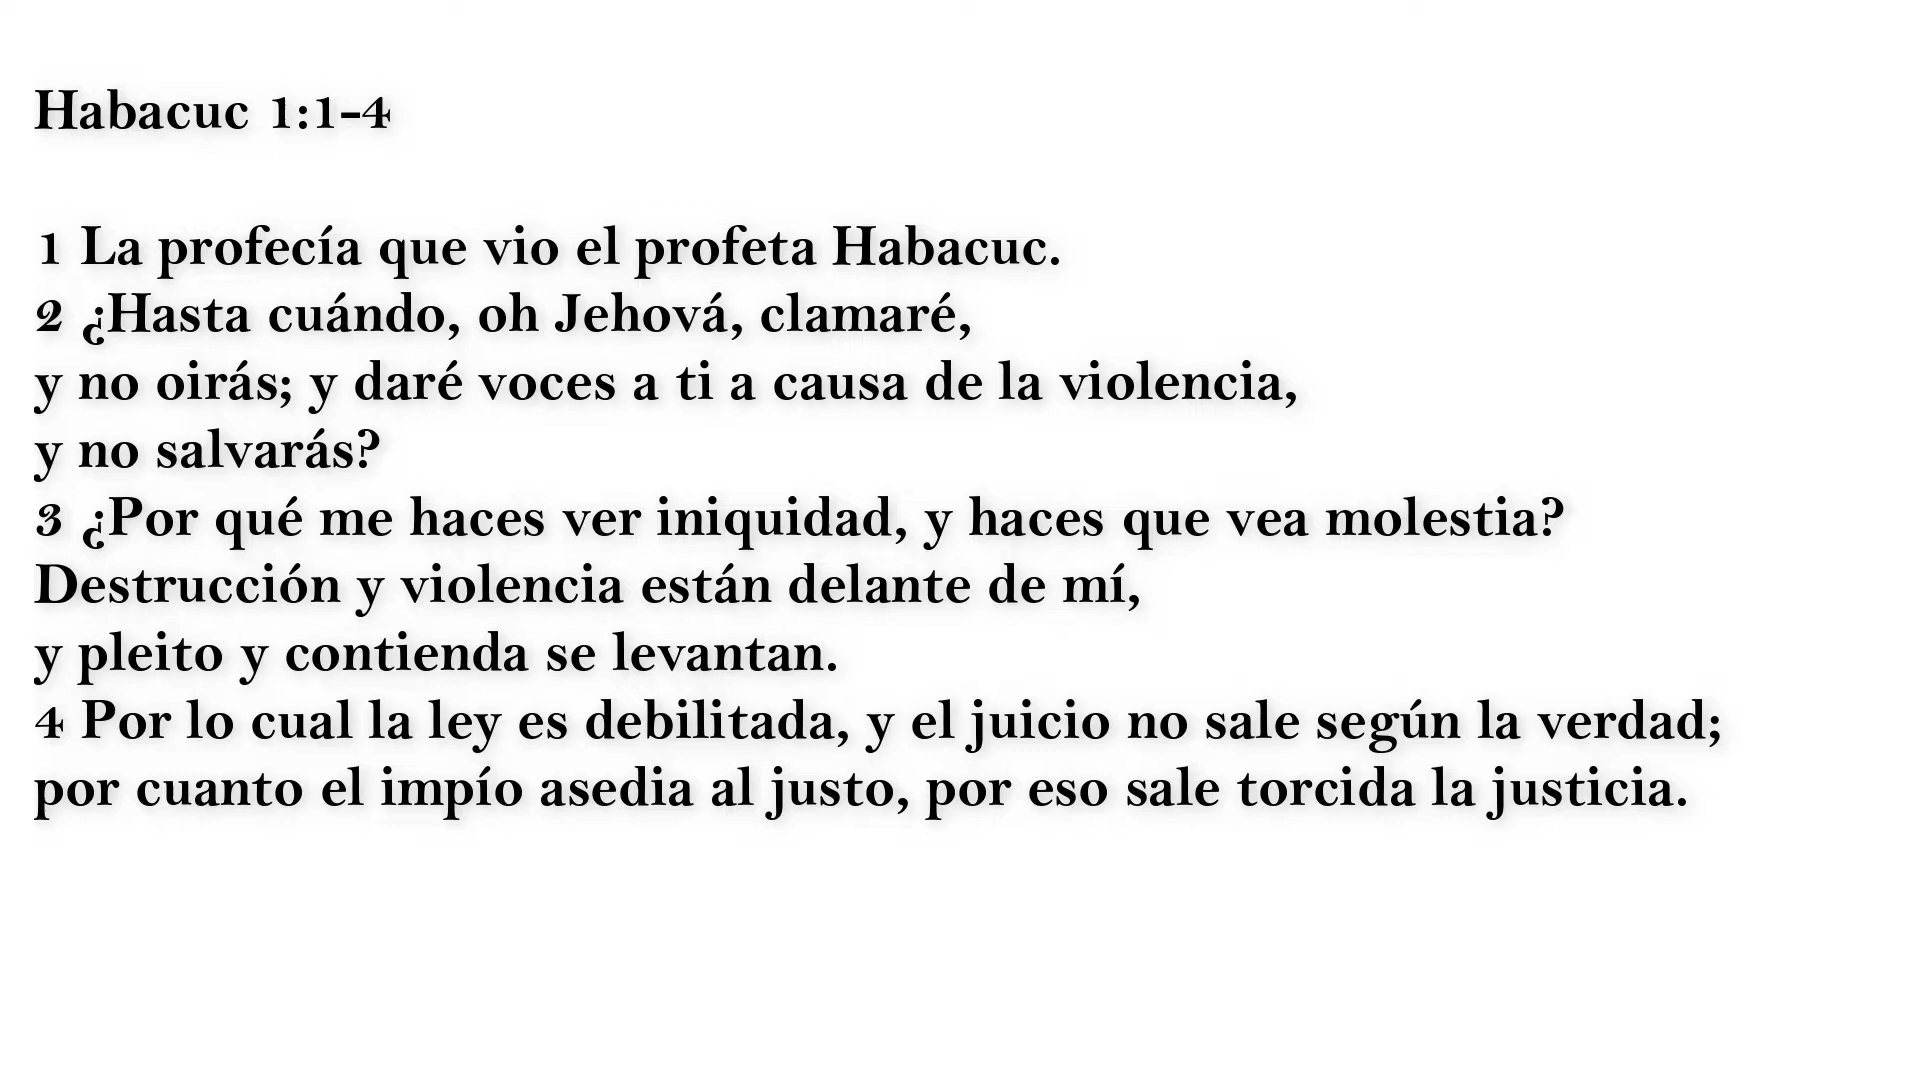 Habacuc 1:1-4
1 La profecía que vio el profeta Habacuc.
2 ¿Hasta cuándo, oh Jehová, clamaré,
y no oirás; y daré voces a ti a causa de la violencia,
y no salvarás?
3 ¿Por qué me haces ver iniquidad, y haces que vea molestia?
Destrucción y violencia están delante de mí,
y pleito y contienda se levantan.
4 Por lo cual la ley es debilitada, y el juicio no sale según la verdad;
por cuanto el impío asedia al justo, por eso sale torcida la justicia.